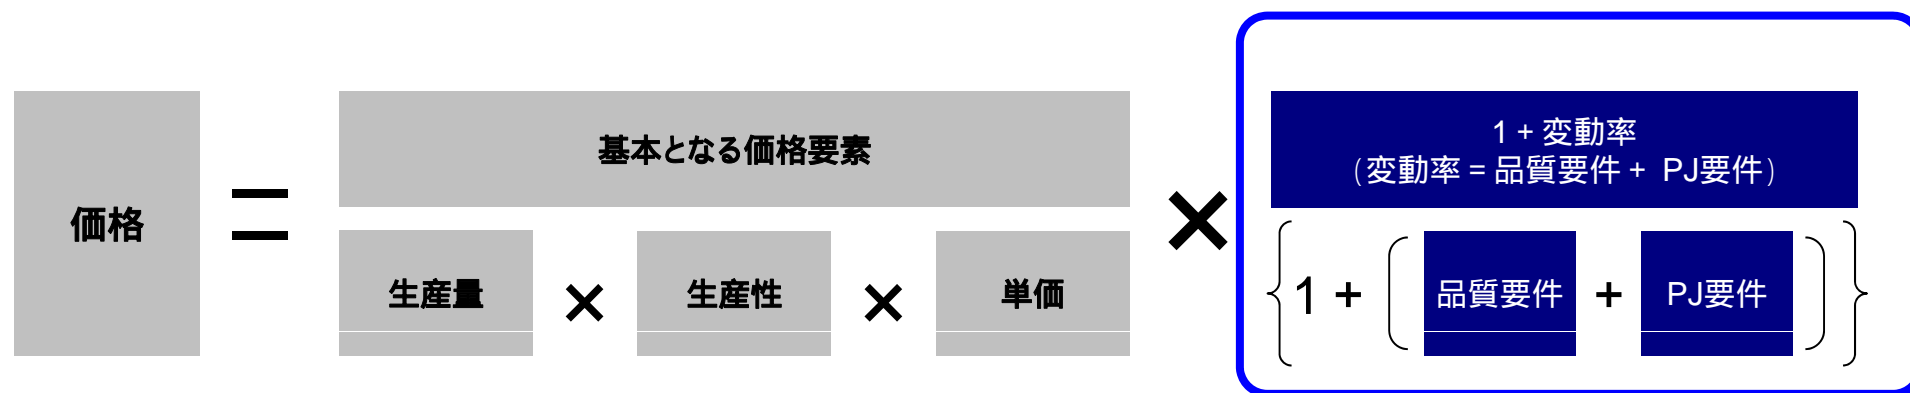 価格
=
基本となる価格要素
生産量 × 生産性 × 単価
×
1 + 変動率
(変動率 = 品質要件 + PJ要件)
{1 + (品質要件 + PJ要件)}